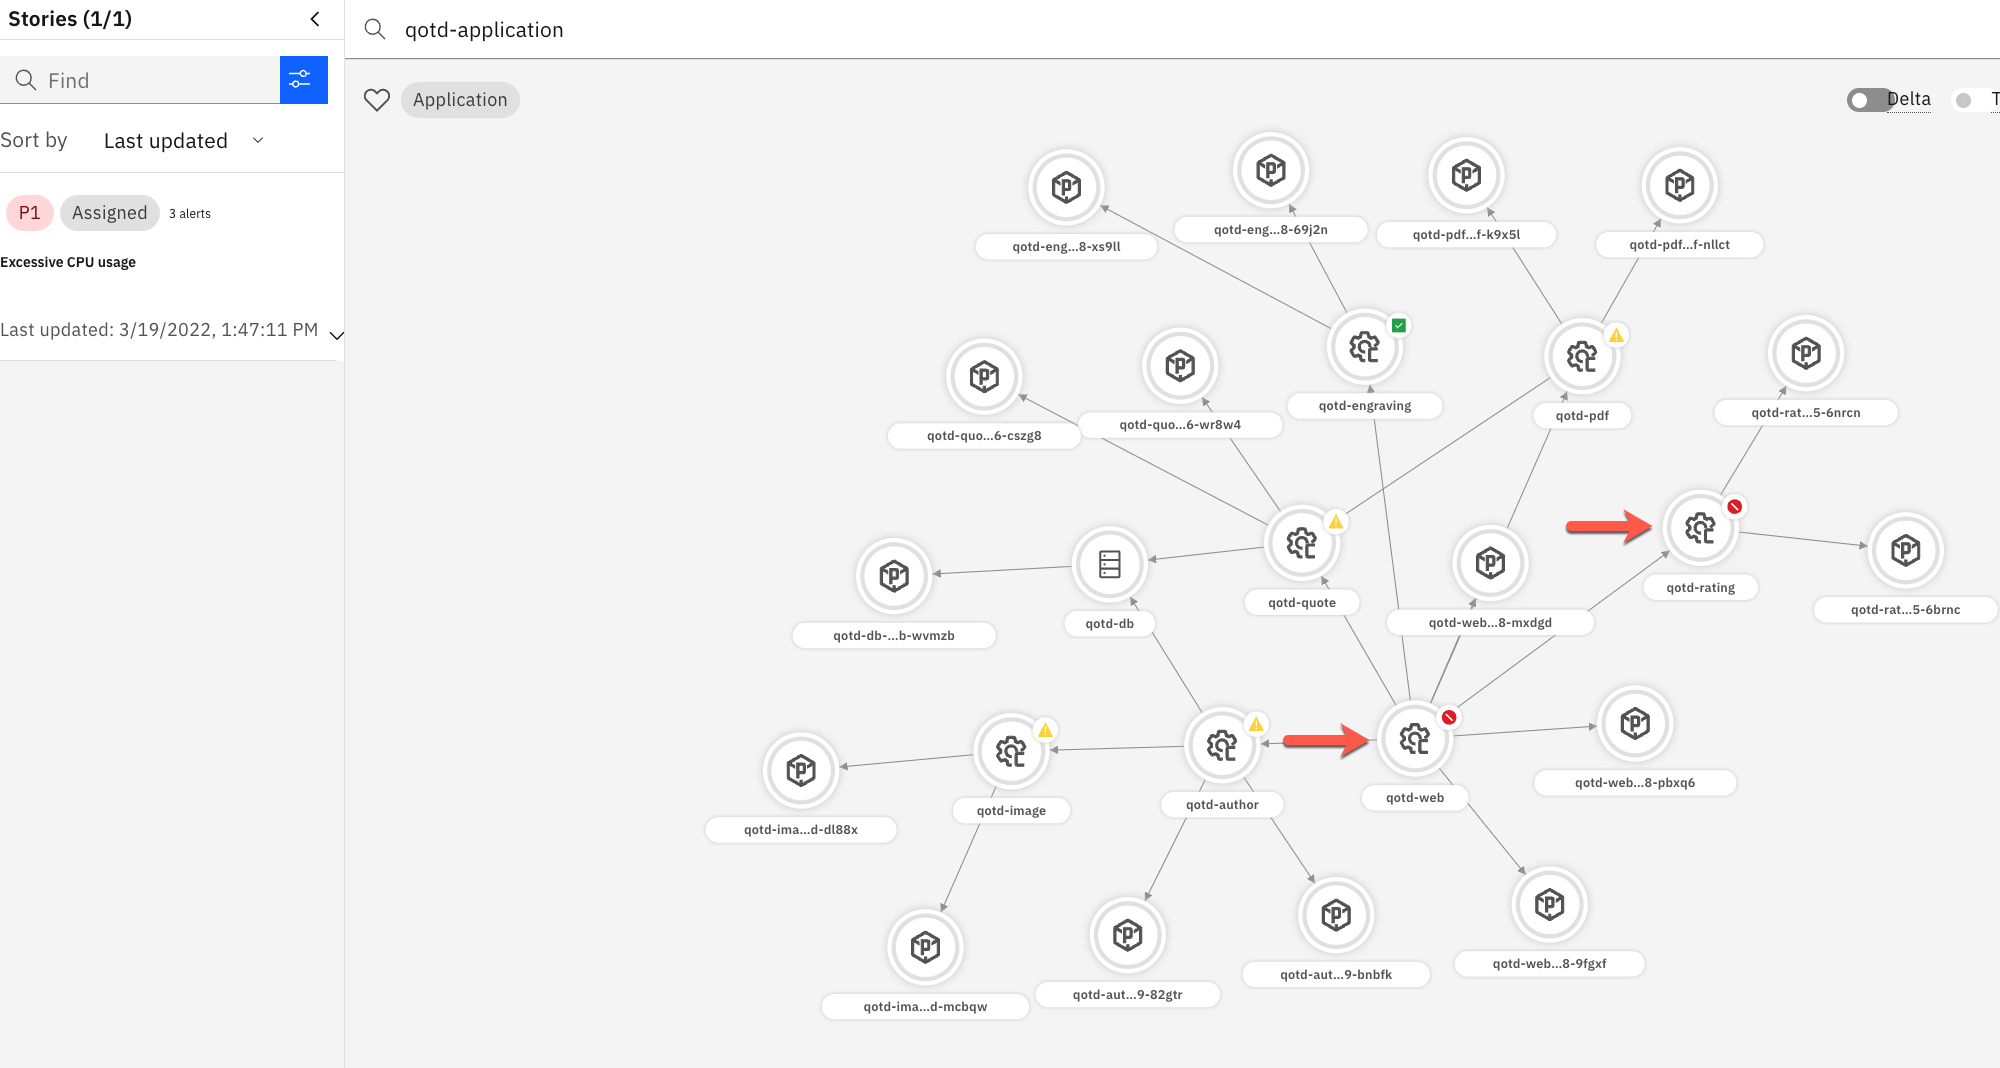 Stories (1/1)
Find
Sort by Last updated
P1 Assigned 3 alerts
Excessive CPU usage
Last updated: 3/19/2022, 1:47:11 PM
qotd-application
Application
Delta
T
qotd-eng...8-xs9ll
qotd-eng...8-69j2n
qotd-pdf...f-k9x5l
qotd-pdf...f-nllct
qotd-quo...6-cszg8
qotd-quo...6-wr8w4
qotd-engraving
qotd-pdf
qotd-rat...5-6nrcn
qotd-db-...b-wvmzb
qotd-db
qotd-quote
qotd-web...8-mxdgd
qotd-rating
qotd-rat...5-6brnc
qotd-ima...d-dl88x
qotd-image
qotd-author
qotd-web
qotd-web...8-pbxq6
qotd-ima...d-mcbqw
qotd-aut...9-82gtr
qotd-aut...9-bnbfk
qotd-web...8-9fgxf